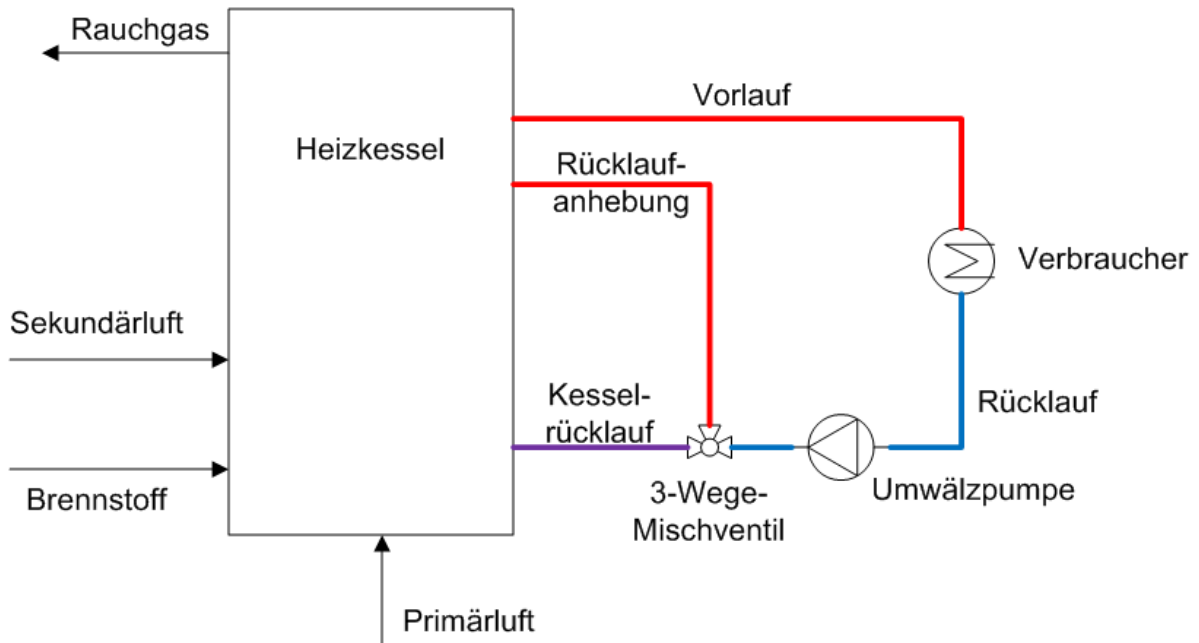 Rauchgas
Vorlauf
Heizkessel
Rücklauf-
anhebung
Verbraucher
Sekundärluft
Kessel-
rücklauf
Rücklauf
Brennstoff
3-Wege-
Mischventil
Umwälzpumpe
Primärluft